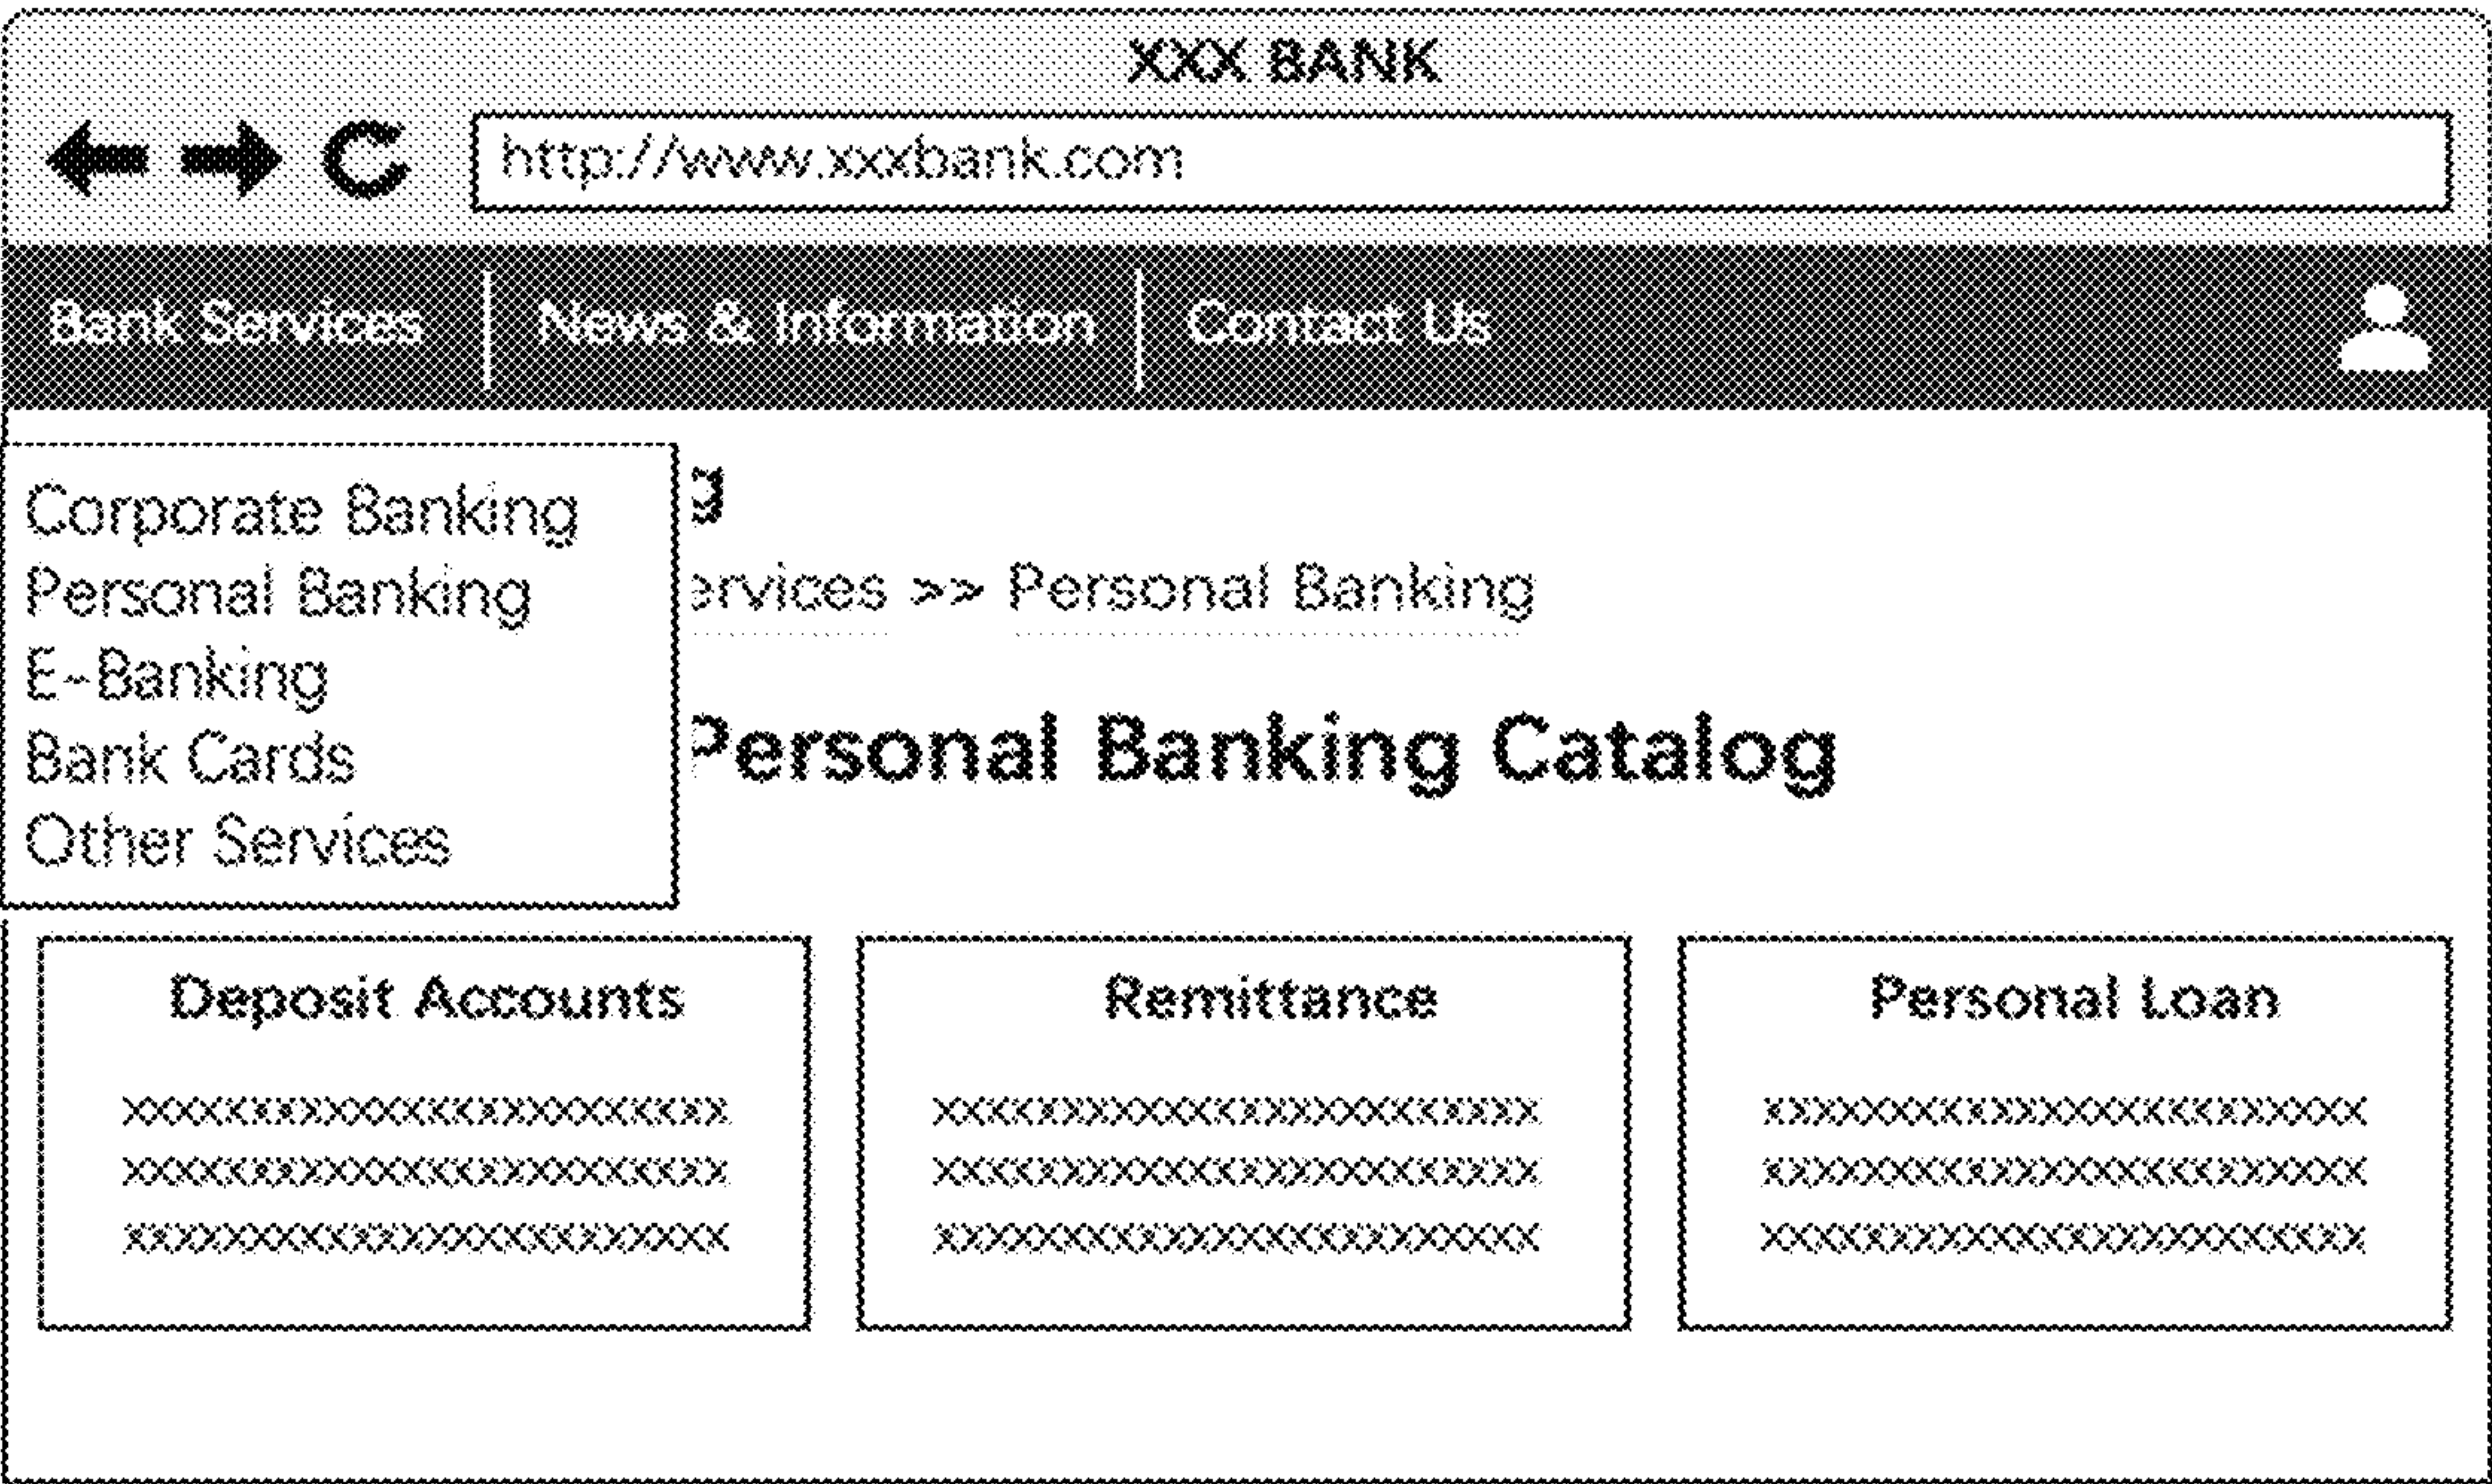 XXX BANK
http://www.xxxbank.com
Bank Services
News & Information
Contact Us
Corporate Banking
Personal Banking
E-Banking
Bank Cards
Other Services
g
ervices >> Personal Banking
Personal Banking Catalog
Deposit Accounts
Remittance
Personal Loan